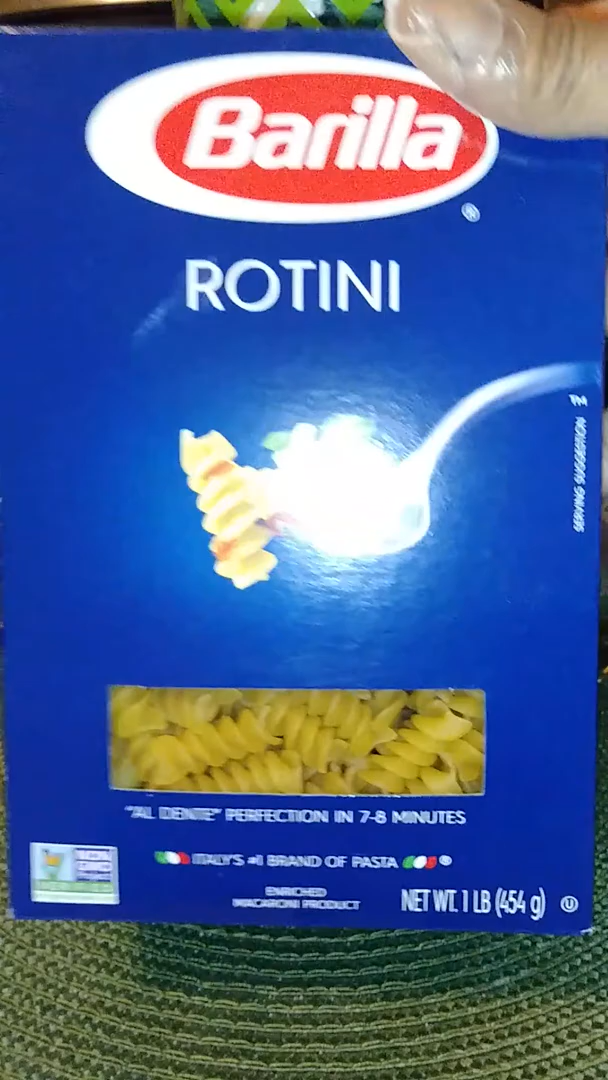 Barilla
®
ROTINI
TM
SERVING SUGGESTION
"AL DENTE" PERFECTION IN 7-8 MINUTES
ITALY'S #1 BRAND OF PASTA ®
ENRICHED
MACARONI PRODUCT
NET WT. 1 LB (454 g) U